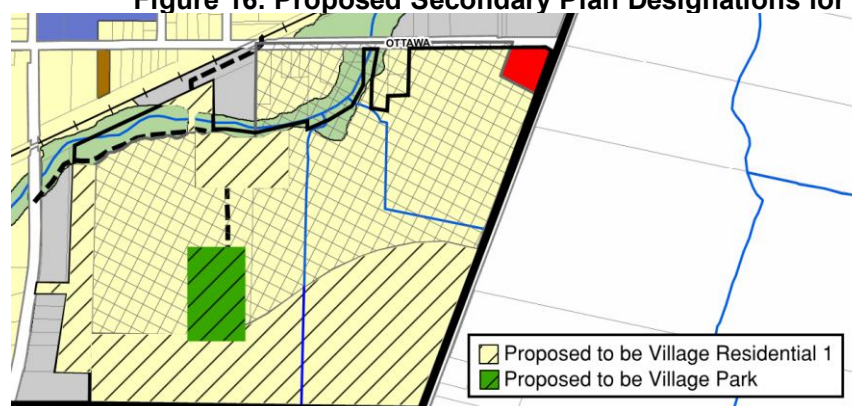 Figure 16. Proposed Secondary Plan Designations for
OTTAWA
Proposed to be Village Residential 1
Proposed to be Village Park